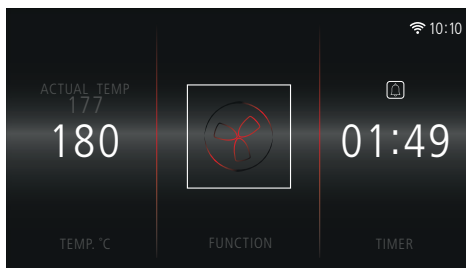 10:10
ACTUAL TEMP
177
180
01:49
TEMP. °C
FUNCTION
TIMER